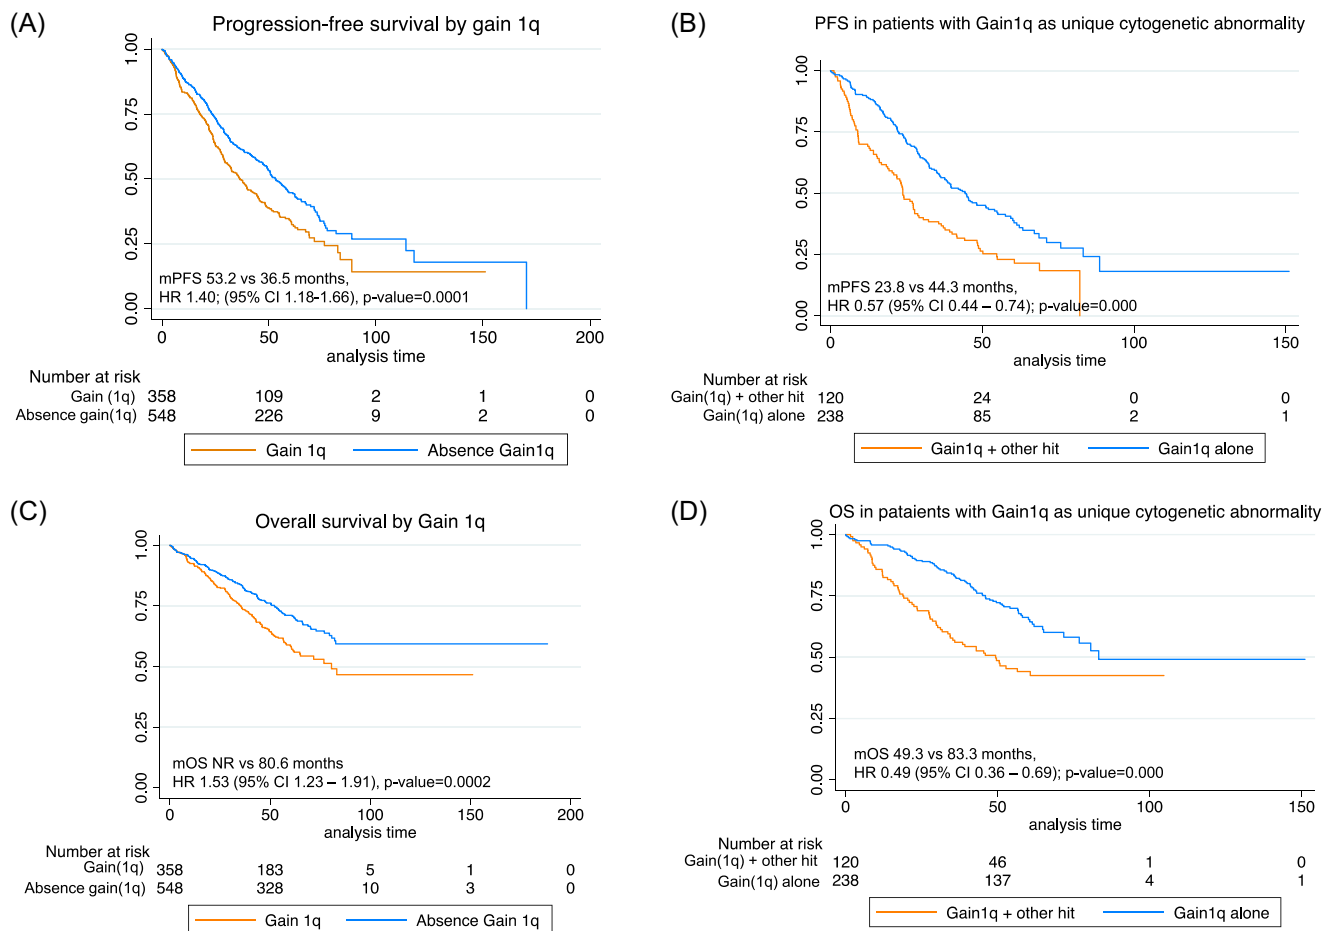 (A)
Progression-free survival by gain 1q
1.00
0.75
0.50
0.25
0.00
mPFS 53.2 vs 36.5 months,
HR 1.40; (95% CI 1.18-1.66), p-value=0.0001
0 50 100 150 200
analysis time
Number at risk
Gain (1q) 358 109 2 1 0
Absence gain(1q) 548 226 9 2 0
Gain 1q Absence Gain1q
(B)
PFS in patients with Gain1q as unique cytogenetic abnormality
1.00
0.75
0.50
0.25
0.00
mPFS 23.8 vs 44.3 months,
HR 0.57 (95% CI 0.44 – 0.74); p-value=0.000
0 50 100 150
analysis time
Number at risk
Gain(1q) + other hit 120 24 0 0
Gain(1q) alone 238 85 2 1
Gain1q + other hit Gain1q alone
(C)
Overall survival by Gain 1q
1.00
0.75
0.50
0.25
0.00
mOS NR vs 80.6 months
HR 1.53 (95% CI 1.23 – 1.91), p-value=0.0002
0 50 100 150 200
analysis time
Number at risk
Gain(1q) 358 183 5 1 0
Absence gain(1q) 548 328 10 3 0
Gain 1q Absence Gain 1q
(D)
OS in pataients with Gain1q as unique cytogenetic abnormality
1.00
0.75
0.50
0.25
0.00
mOS 49.3 vs 83.3 months,
HR 0.49 (95% CI 0.36 – 0.69); p-value=0.000
0 50 100 150
analysis time
Number at risk
Gain(1q) + other hit 120 46 1 0
Gain(1q) alone 238 137 4 1
Gain1q + other hit Gain1q alone